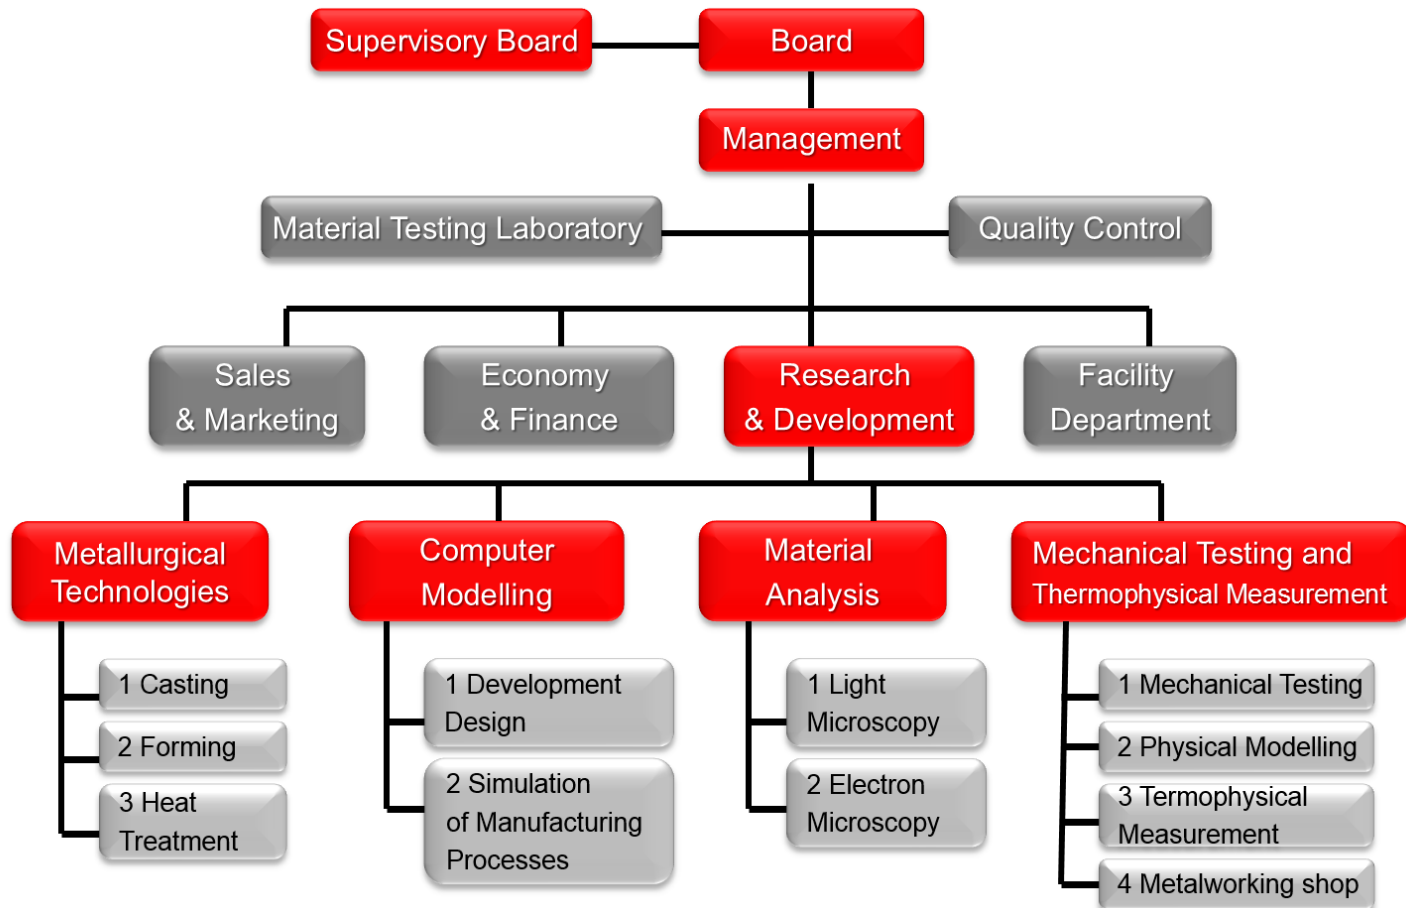 Supervisory Board
Board
Management
Material Testing Laboratory
Quality Control
Sales
& Marketing
Economy
& Finance
Research
& Development
Facility
Department
Metallurgical
Technologies
Computer
Modelling
Material
Analysis
Mechanical Testing and
Thermophysical Measurement
1 Casting
2 Forming
3 Heat
Treatment
1 Development
Design
2 Simulation
of Manufacturing
Processes
1 Light
Microscopy
2 Electron
Microscopy
1 Mechanical Testing
2 Physical Modelling
3 Termophysical
Measurement
4 Metalworking shop